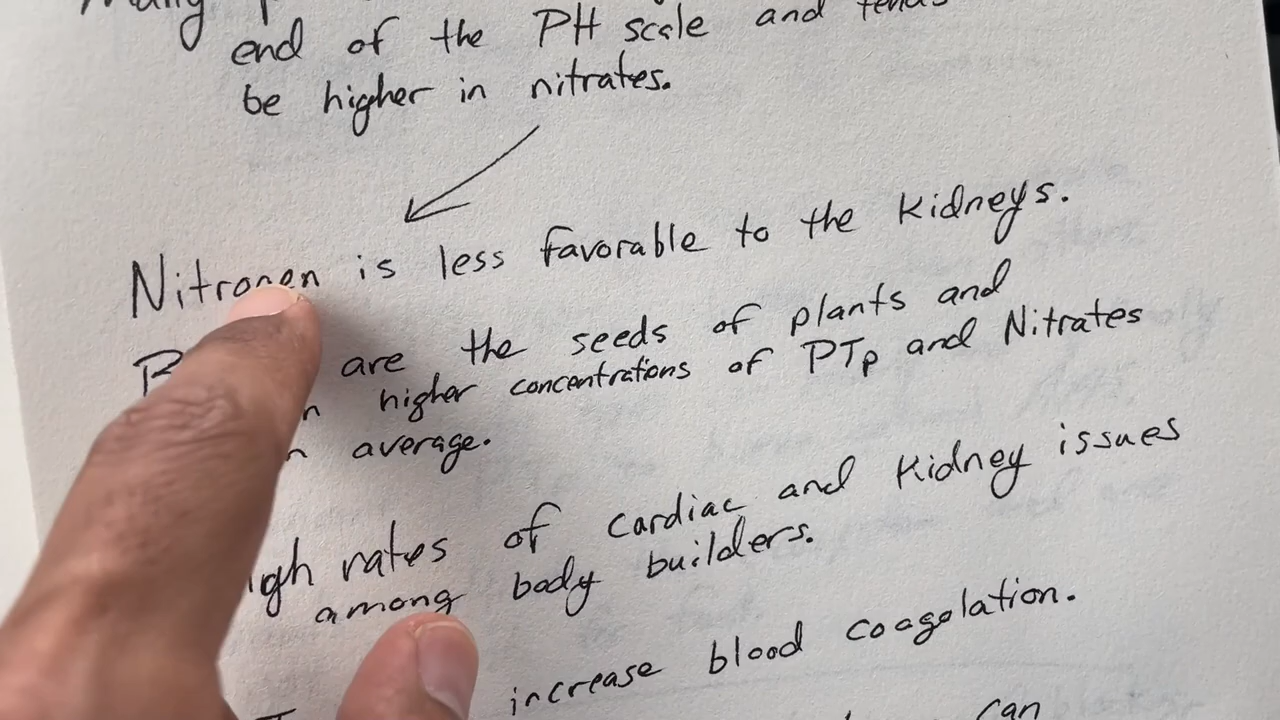 end of the PH scale and tends
be higher in nitrates.
Nitrogen is less favorable to the kidneys.
are the seeds of plants and
higher concentrations of PTP and Nitrates
average.
rates of cardiac and kidney issues
among body builders.
increase blood coagolation.
can